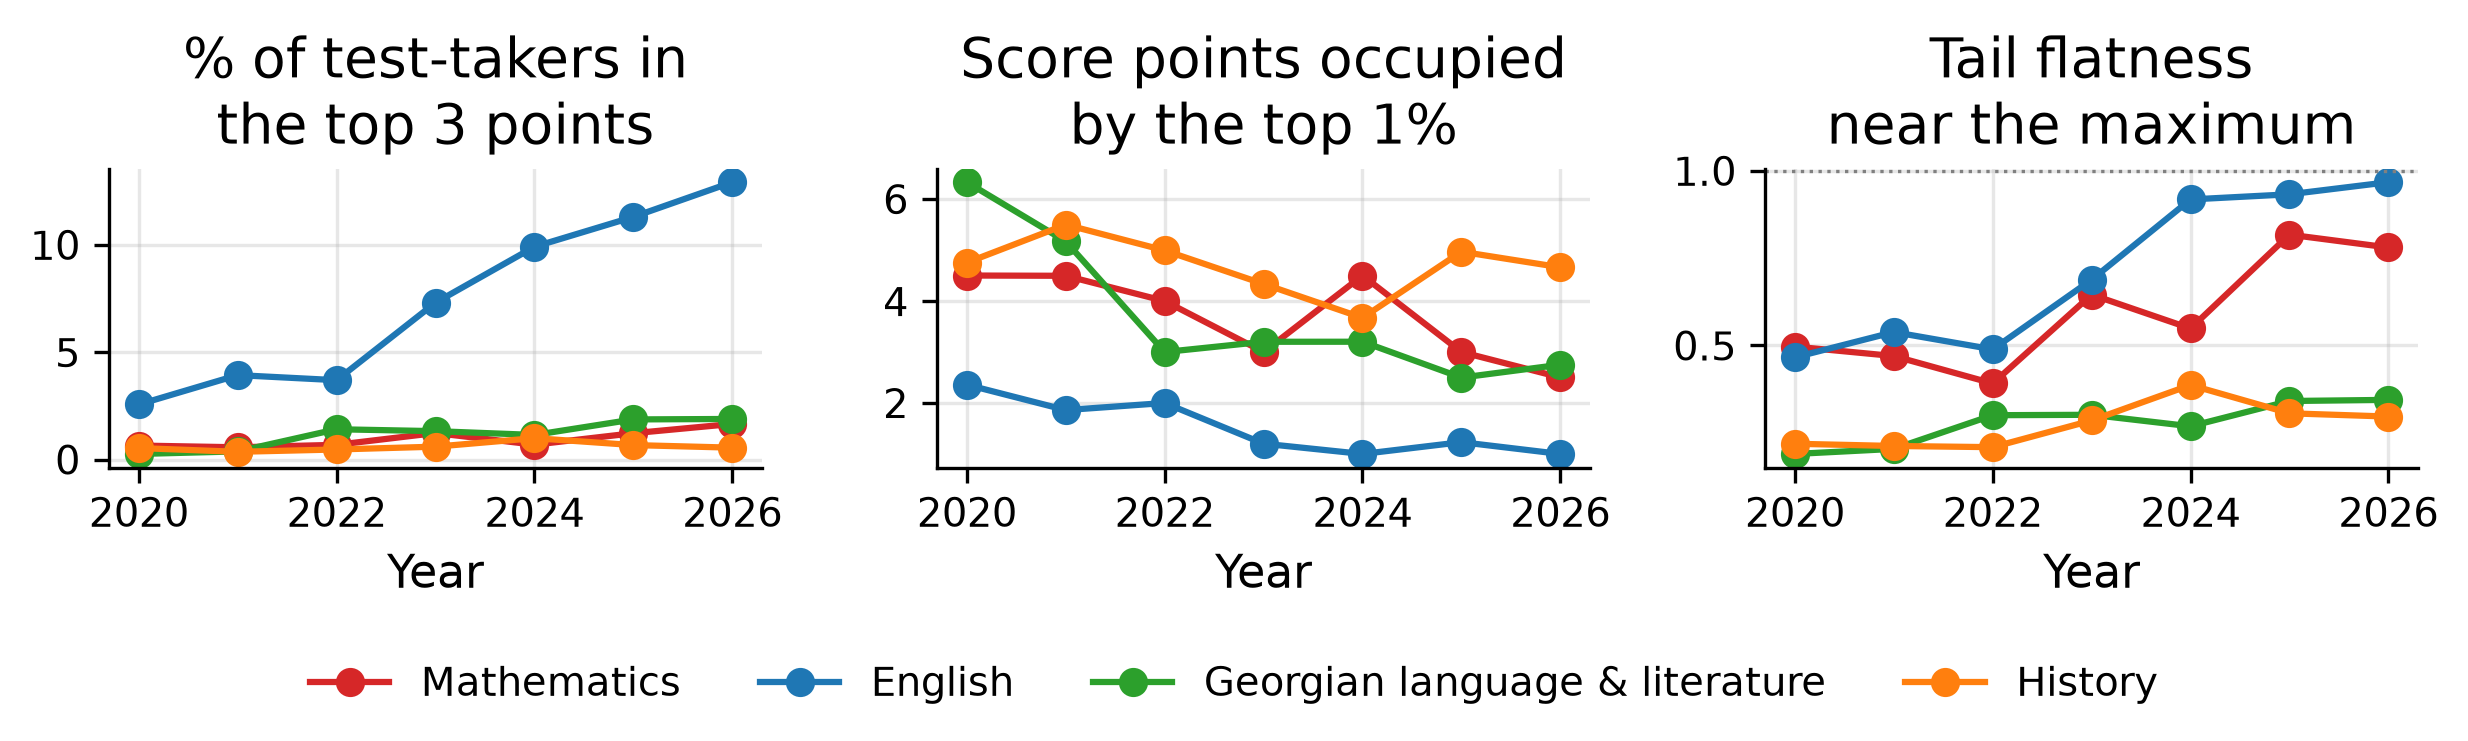 % of test-takers in
the top 3 points
10
5
0
2020 2022 2024 2026
Year
Score points occupied
by the top 1%
6
4
2
2020 2022 2024 2026
Year
Tail flatness
near the maximum
1.0
0.5
2020 2022 2024 2026
Year
Mathematics English Georgian language & literature History